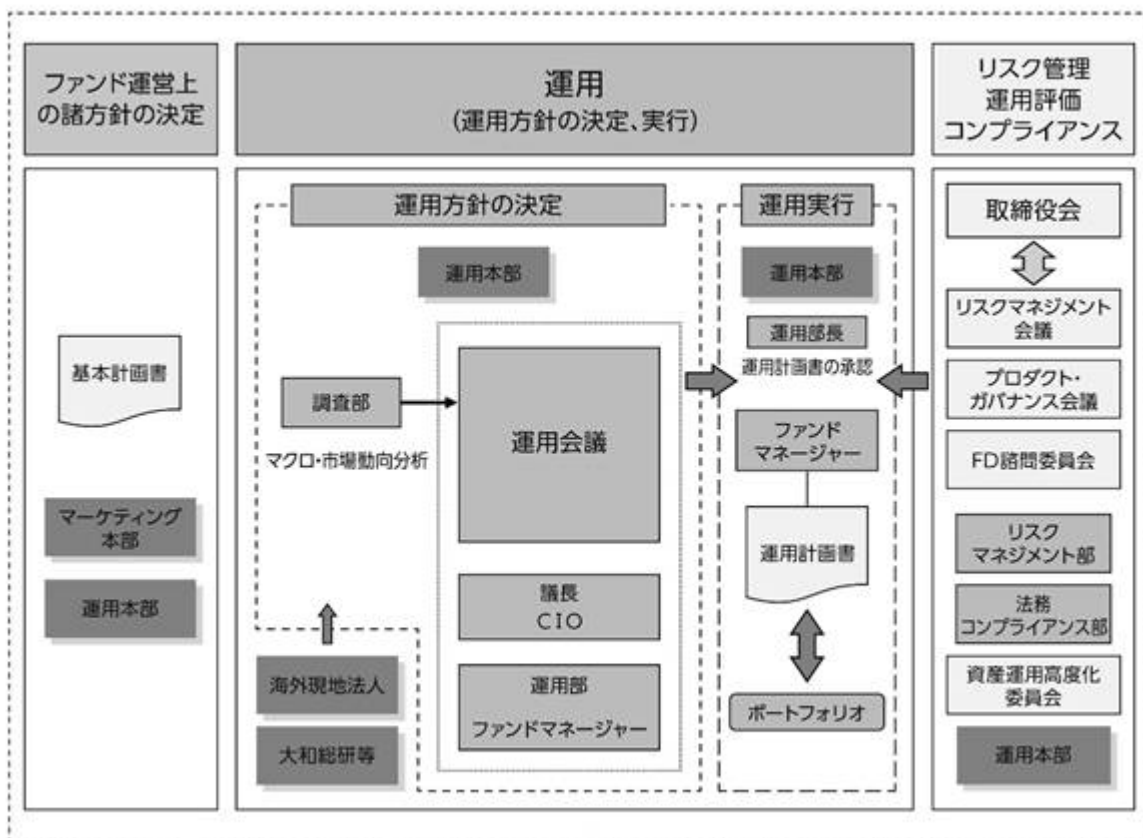 ファンド運営上
の諸方針の決定
基本計画書
マーケティング
本部
運用本部
運用
(運用方針の決定、実行)
運用方針の決定
運用本部
調査部
マクロ・市場動向分析
運用会議
議長
CIO
運用部
ファンドマネージャー
海外現地法人
大和総研等
運用実行
運用本部
運用部長
運用計画書の承認
ファンド
マネージャー
運用計画書
ポートフォリオ
リスク管理
運用評価
コンプライアンス
取締役会
リスクマネジメント
会議
プロダクト・
ガバナンス会議
FD諮問委員会
リスク
マネジメント部
法務
コンプライアンス部
資産運用高度化
委員会
運用本部